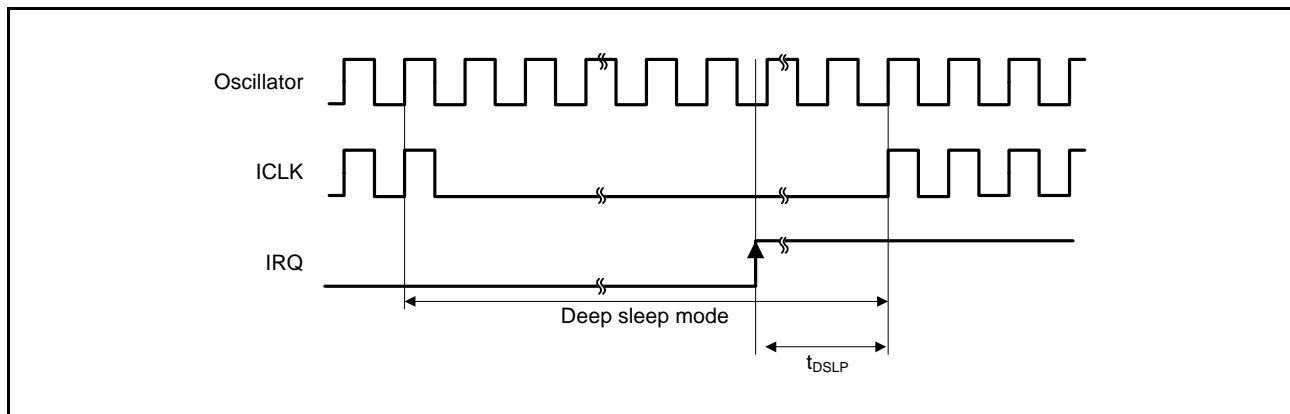 Oscillator
ICLK
IRQ
Deep sleep mode
tDSLP